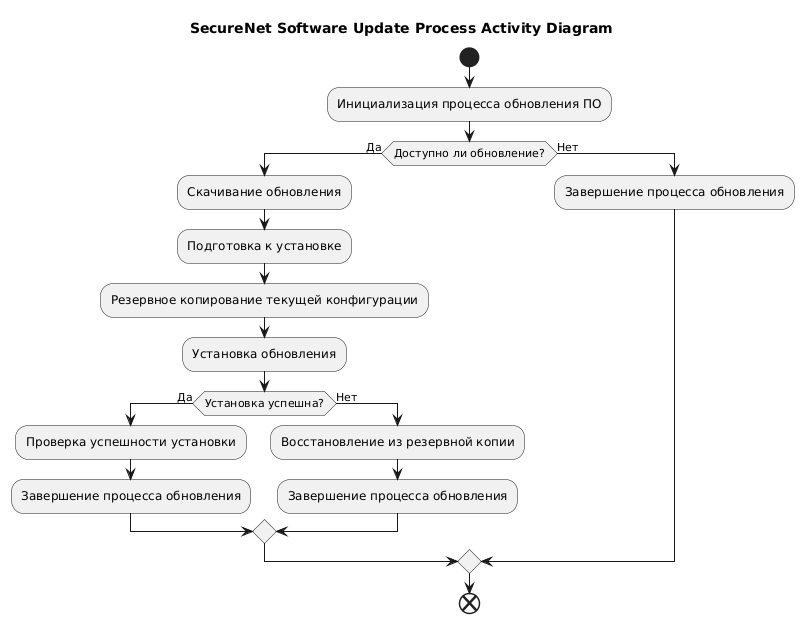 SecureNet Software Update Process Activity Diagram
Инициализация процесса обновления ПО
Да
Доступно ли обновление?
Нет
Скачивание обновления
Завершение процесса обновления
Подготовка к установке
Резервное копирование текущей конфигурации
Установка обновления
Да
Установка успешна?
Нет
Проверка успешности установки
Восстановление из резервной копии
Завершение процесса обновления
Завершение процесса обновления